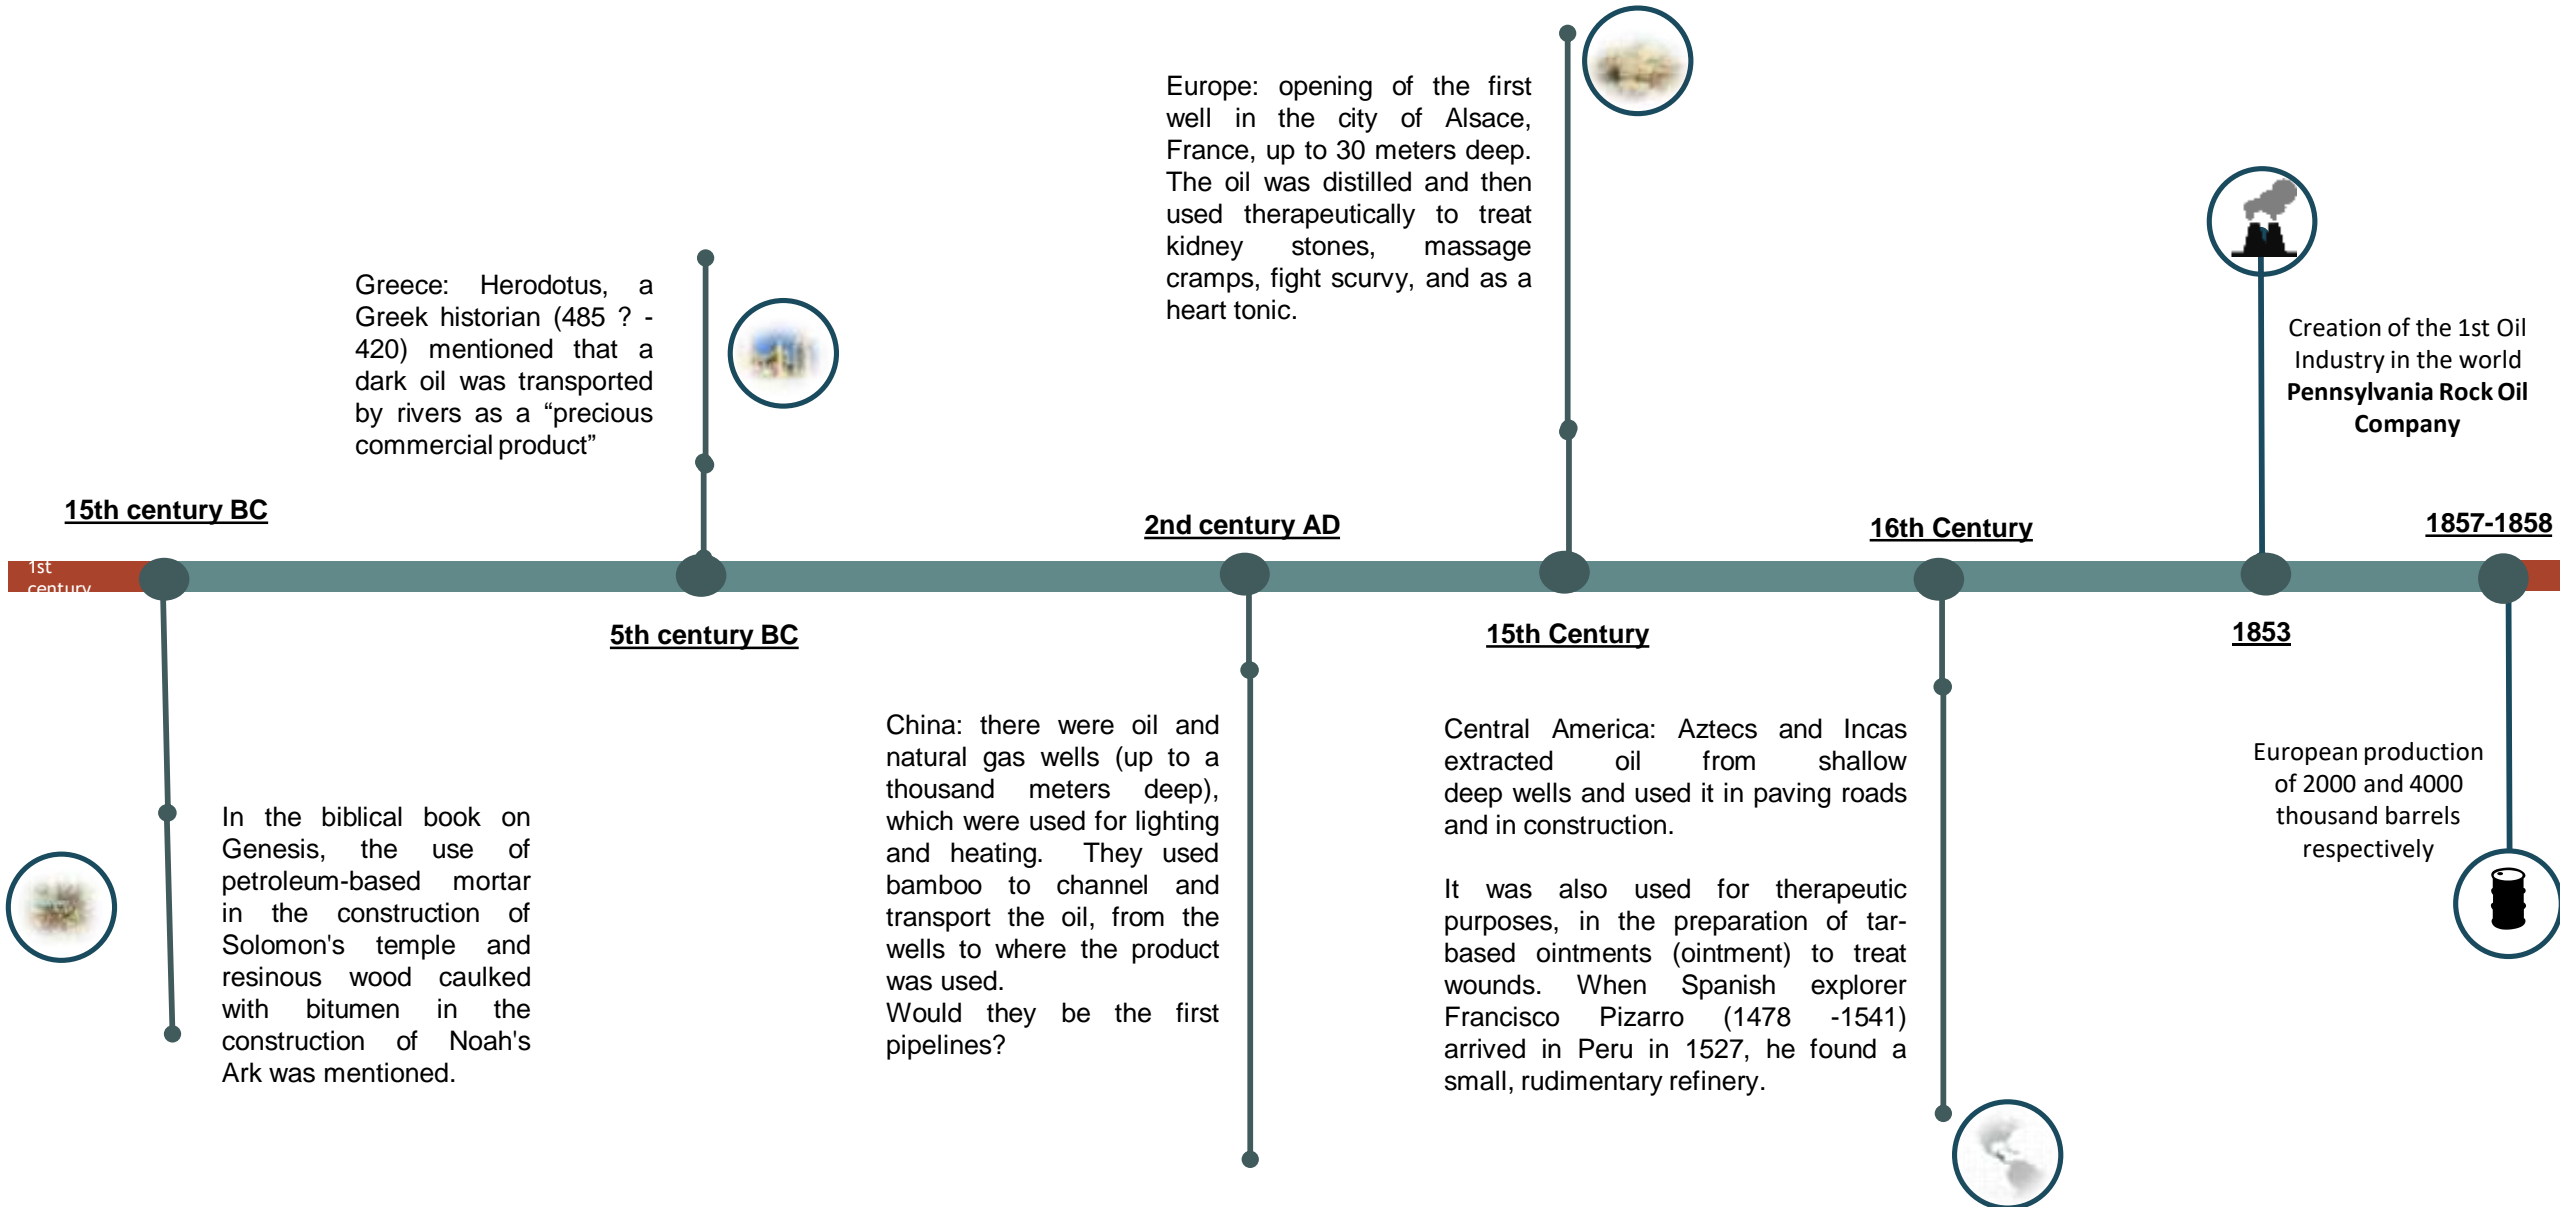 15th century BC
1st
century
In the biblical book on
Genesis, the use of
petroleum-based mortar
in the construction of
Solomon's temple and
resinous wood caulked
with bitumen in the
construction of Noah's
Ark was mentioned.
Greece: Herodotus, a
Greek historian (485 ? -
420) mentioned that a
dark oil was transported
by rivers as a “precious
commercial product”
5th century BC
2nd century AD
China: there were oil and
natural gas wells (up to a
thousand meters deep),
which were used for lighting
and heating. They used
bamboo to channel and
transport the oil, from the
wells to where the product
was used.
Would they be the first
pipelines?
Europe: opening of the first
well in the city of Alsace,
France, up to 30 meters deep.
The oil was distilled and then
used therapeutically to treat
kidney stones, massage
cramps, fight scurvy, and as a
heart tonic.
15th Century
16th Century
Central America: Aztecs and Incas
extracted oil from shallow
deep wells and used it in paving roads
and in construction.
It was also used for therapeutic
purposes, in the preparation of tar-
based ointments (ointment) to treat
wounds. When Spanish explorer
Francisco Pizarro (1478 -1541)
arrived in Peru in 1527, he found a
small, rudimentary refinery.
Creation of the 1st Oil
Industry in the world
Pennsylvania Rock Oil
Company
1853
1857-1858
European production
of 2000 and 4000
thousand barrels
respectively